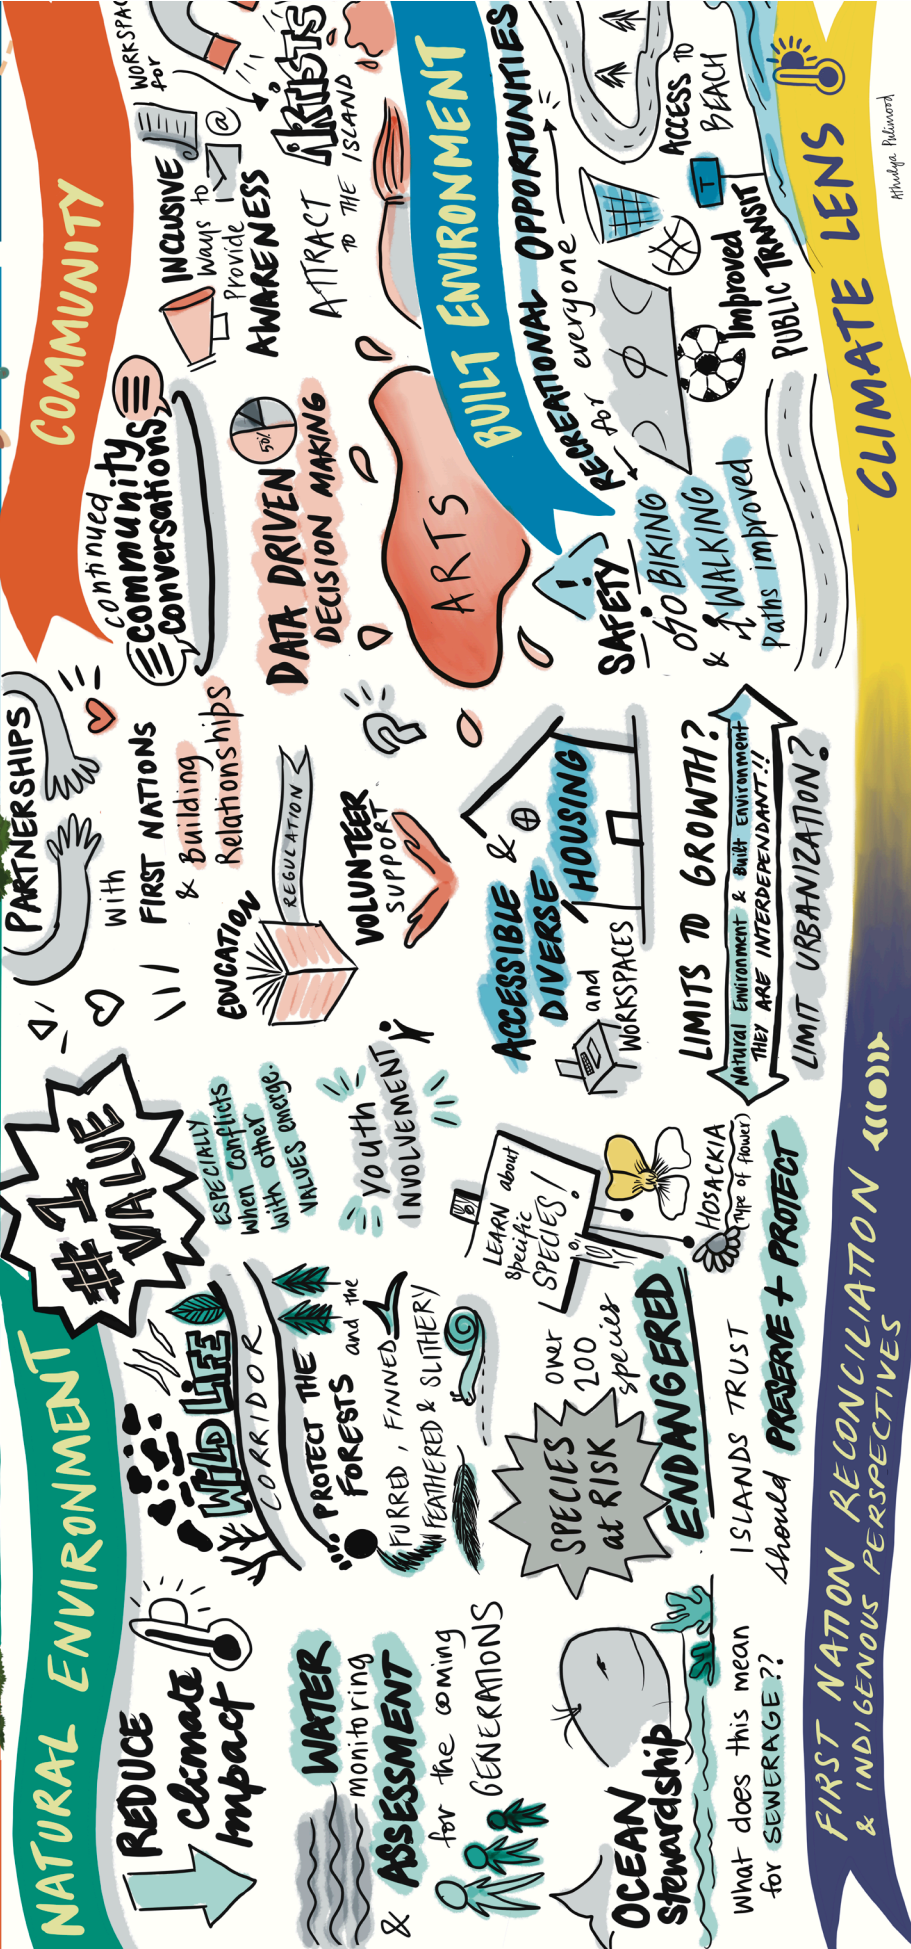 NATURAL ENVIRONMENT
#1
VALUE
ESPECIALLY
when conflicts
with other
VALUES emerge.
REDUCE
Climate
Impact
WILDLIFE
CORRIDOR
PROTECT THE
FORESTS and the
FURRED, FINNED
FEATHERED & SLITHERY
Youth
INVOLVEMENT
WATER
monitoring
& ASSESSMENT
for the coming
GENERATIONS
SPECIES
at RISK
over
200
species
ENDANGERED
LEARN about
specific
SPECIES!
HOSACKIA
(Type of flower)
ISLANDS TRUST
should PRESERVE + PROTECT
OCEAN
stewardship
What does this mean
for SEWERAGE??
PARTNERSHIPS
with
FIRST NATIONS
& Building
Relationships
EDUCATION
REGULATION
VOLUNTEER
SUPPORT
COMMUNITY
continued
community
conversations
INCLUSIVE
Ways to
Provide
AWARENESS
@
WORKSPAC
for
ARTISTS
ATTRACT
TO THE
ISLAND
50%
DATA DRIVEN
DECISION MAKING
ARTS
BUILT ENVIRONMENT
ACCESSIBLE &
DIVERSE HOUSING
and
WORKSPACES
LIMITS TO GROWTH?
Natural Environment & Built Environment
THEY ARE INTERDEPENDANT!!
LIMIT URBANIZATION?
!
SAFETY
BIKING
& WALKING
Paths improved
RECREATIONAL OPPORTUNITIES
for everyone
ACCESS TO
BEACH
T
Improved
PUBLIC TRANSIT
FIRST NATION RECONCILIATION
& INDIGENOUS PERSPECTIVES
CLIMATE LENS
Athulya Pulimood